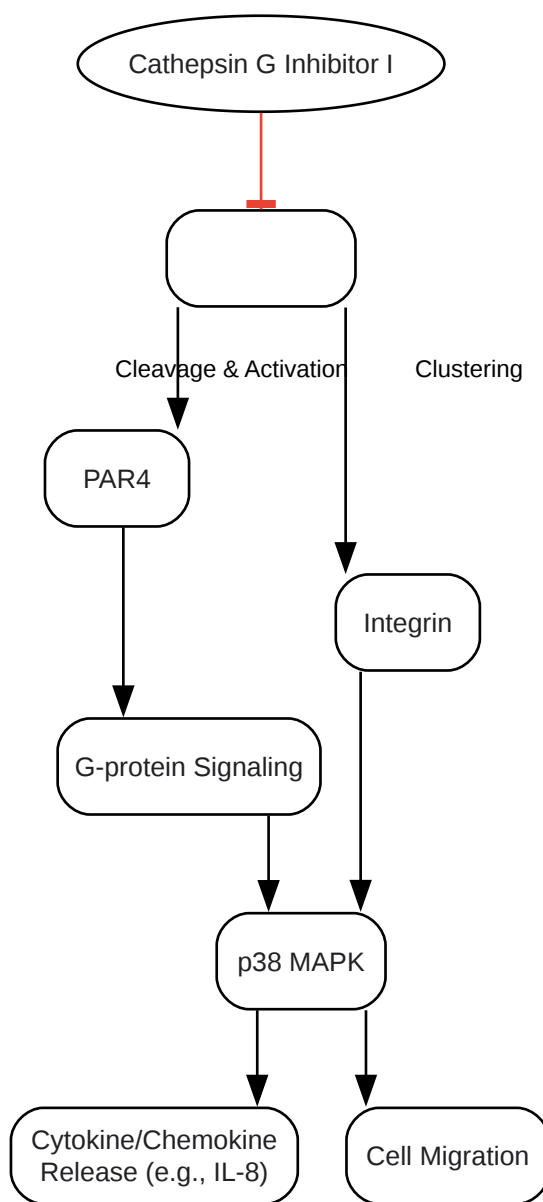 Cathepsin G Inhibitor I
Cleavage & Activation
Clustering
PAR4
Integrin
G-protein Signaling
p38 MAPK
Cytokine/Chemokine
Release (e.g., IL-8)
Cell Migration